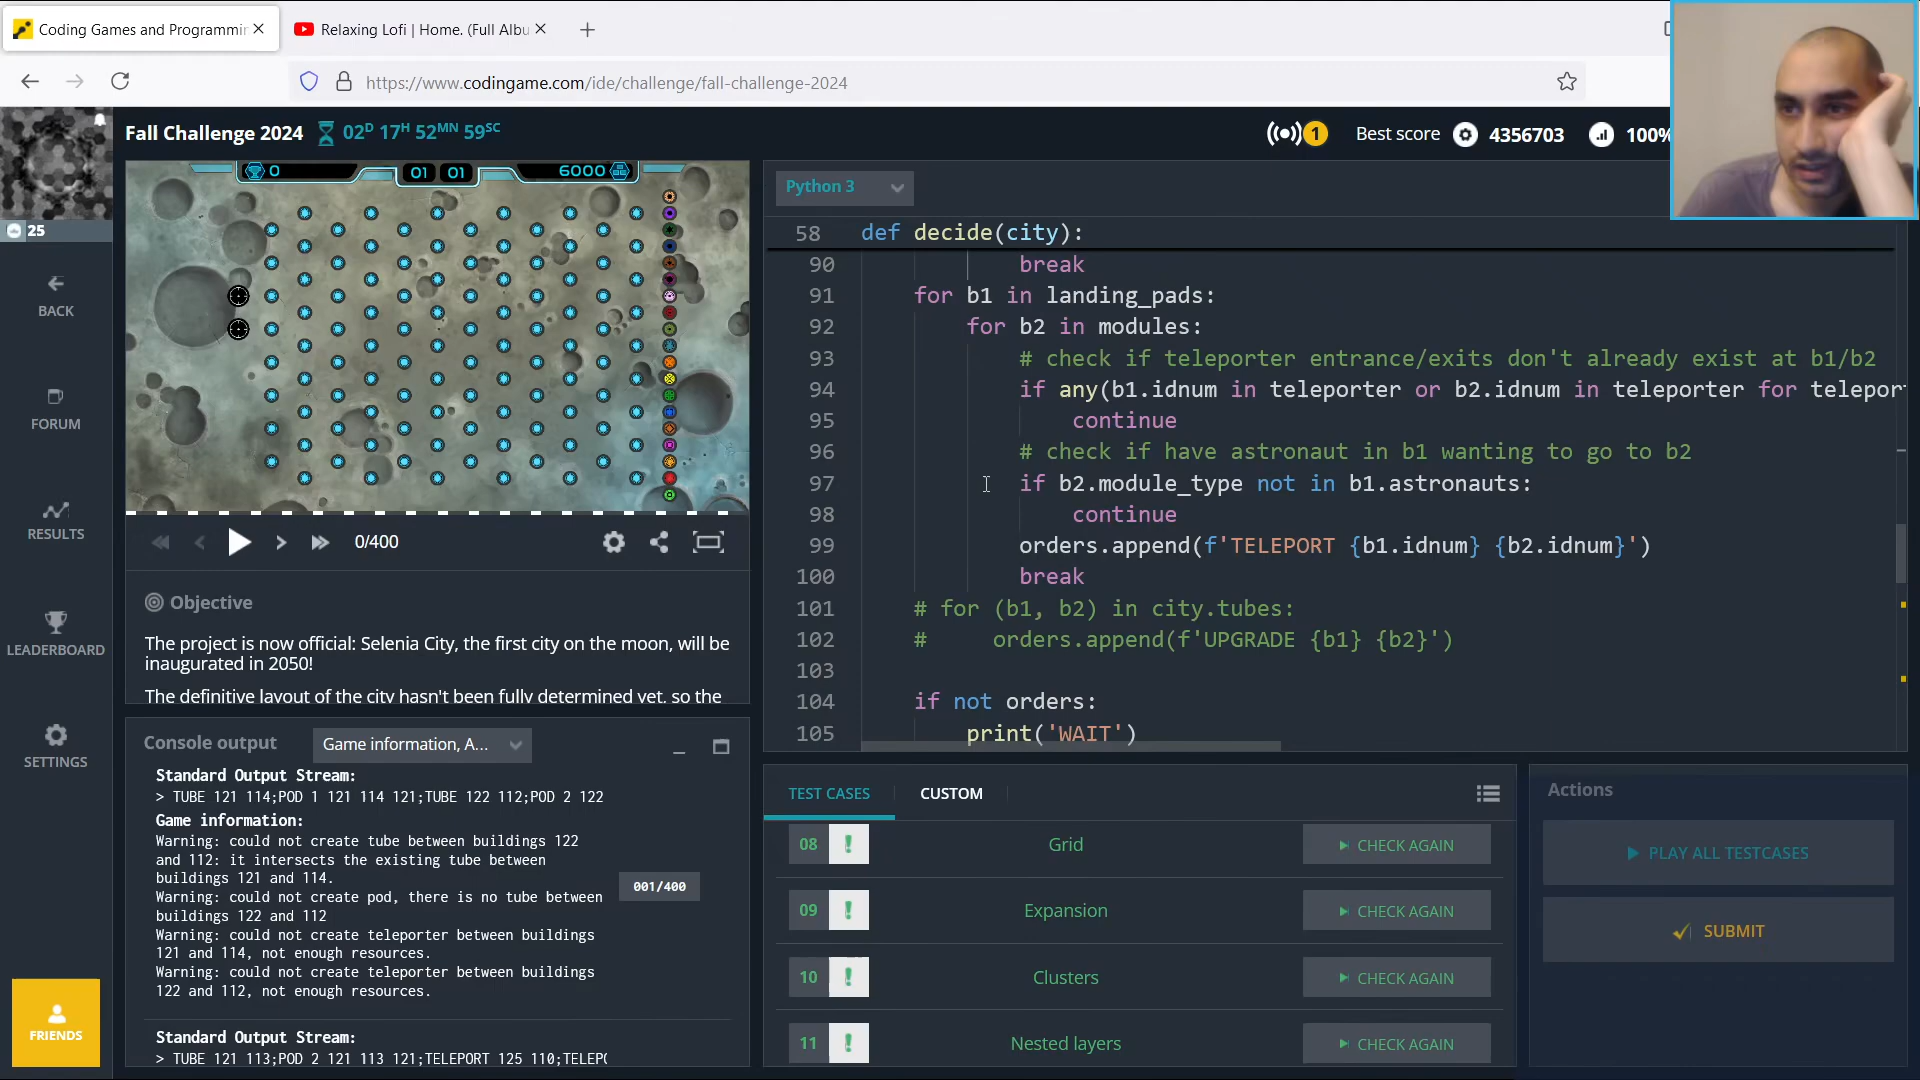 Coding Games and Programmin
Relaxing Lofi | Home. (Full Albu
https://www.codingame.com/ide/challenge/fall-challenge-2024
Fall Challenge 2024
02D 17H 52MN 59SC
1
Best score
4356703
100%
25
BACK
FORUM
RESULTS
LEADERBOARD
SETTINGS
FRIENDS
0
01 01
6000
0/400
Objective
The project is now official: Selenia City, the first city on the moon, will be
inaugurated in 2050!
The definitive layout of the city hasn't been fully determined yet, so the
Console output
Game information, A...
Standard Output Stream:
> TUBE 121 114;POD 1 121 114 121;TUBE 122 112;POD 2 122
Game information:
Warning: could not create tube between buildings 122
and 112: it intersects the existing tube between
buildings 121 and 114.
Warning: could not create pod, there is no tube between
buildings 122 and 112
Warning: could not create teleporter between buildings
121 and 114, not enough resources.
Warning: could not create teleporter between buildings
122 and 112, not enough resources.
001/400
Standard Output Stream:
> TUBE 121 113;POD 2 121 113 121;TELEPORT 125 110;TELEP
Python 3
58 def decide(city):
90 break
91 for b1 in landing_pads:
92 for b2 in modules:
93 # check if teleporter entrance/exits don't already exist at b1/b2
94 if any(b1.idnum in teleporter or b2.idnum in teleporter for telepor
95 continue
96 # check if have astronaut in b1 wanting to go to b2
97 if b2.module_type not in b1.astronauts:
98 continue
99 orders.append(f'TELEPORT {b1.idnum} {b2.idnum}')
100 break
101 # for (b1, b2) in city.tubes:
102 #     orders.append(f'UPGRADE {b1} {b2}')
103
104 if not orders:
105 print('WAIT')
TEST CASES
CUSTOM
08 Grid CHECK AGAIN
09 Expansion CHECK AGAIN
10 Clusters CHECK AGAIN
11 Nested layers CHECK AGAIN
Actions
PLAY ALL TESTCASES
SUBMIT